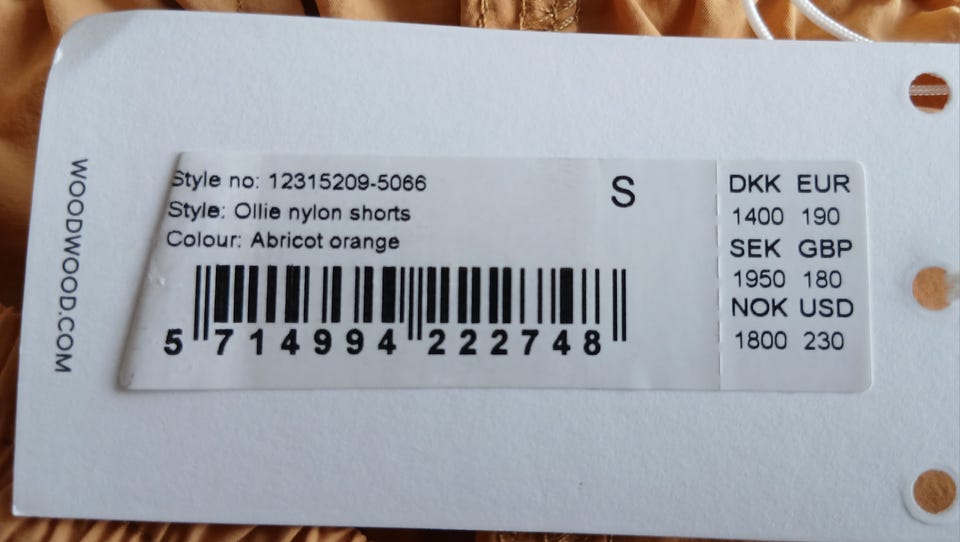 WOODWOOD.COM
Style no: 12315209-5066
Style: Ollie nylon shorts
Colour: Abricot orange
S
5 714994 222748
DKK EUR
1400 190
SEK GBP
1950 180
NOK USD
1800 230